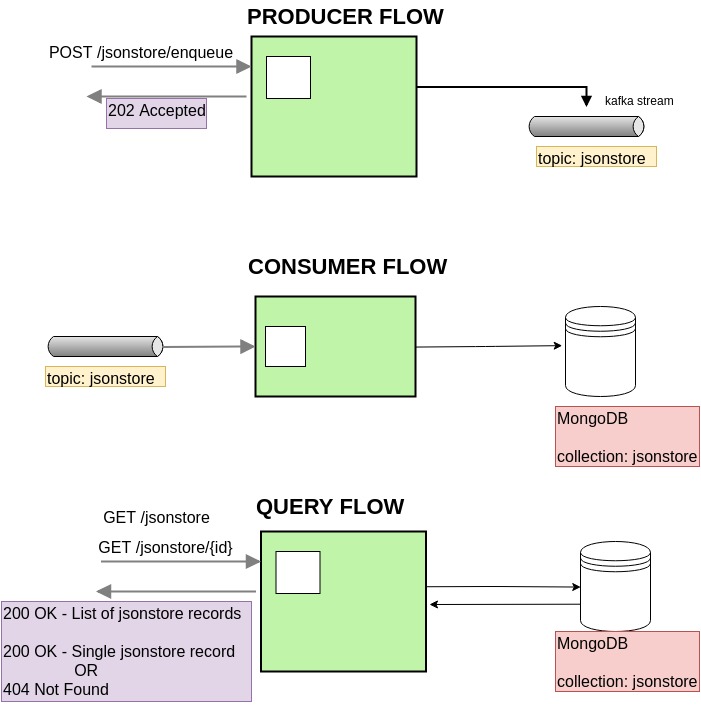 PRODUCER FLOW
POST /jsonstore/enqueue
202 Accepted
kafka stream
topic: jsonstore
CONSUMER FLOW
topic: jsonstore
MongoDB
collection: jsonstore
QUERY FLOW
GET /jsonstore
GET /jsonstore/{id}
200 OK - List of jsonstore records
200 OK - Single jsonstore record
OR
404 Not Found
MongoDB
collection: jsonstore